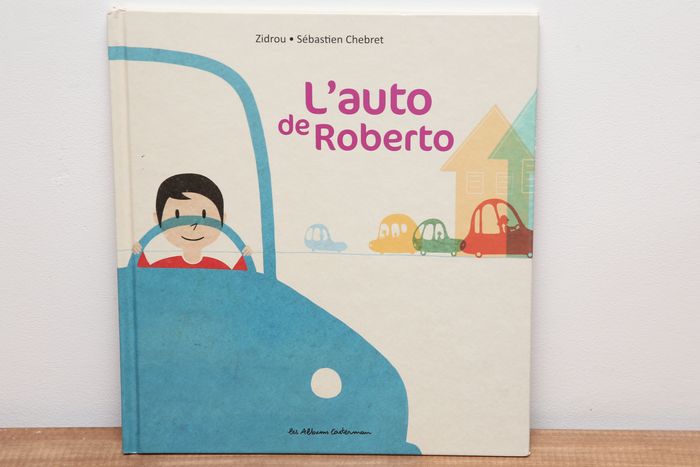 Zidrou • Sébastien Chebret
L'auto
de Roberto
les Albums Casterman